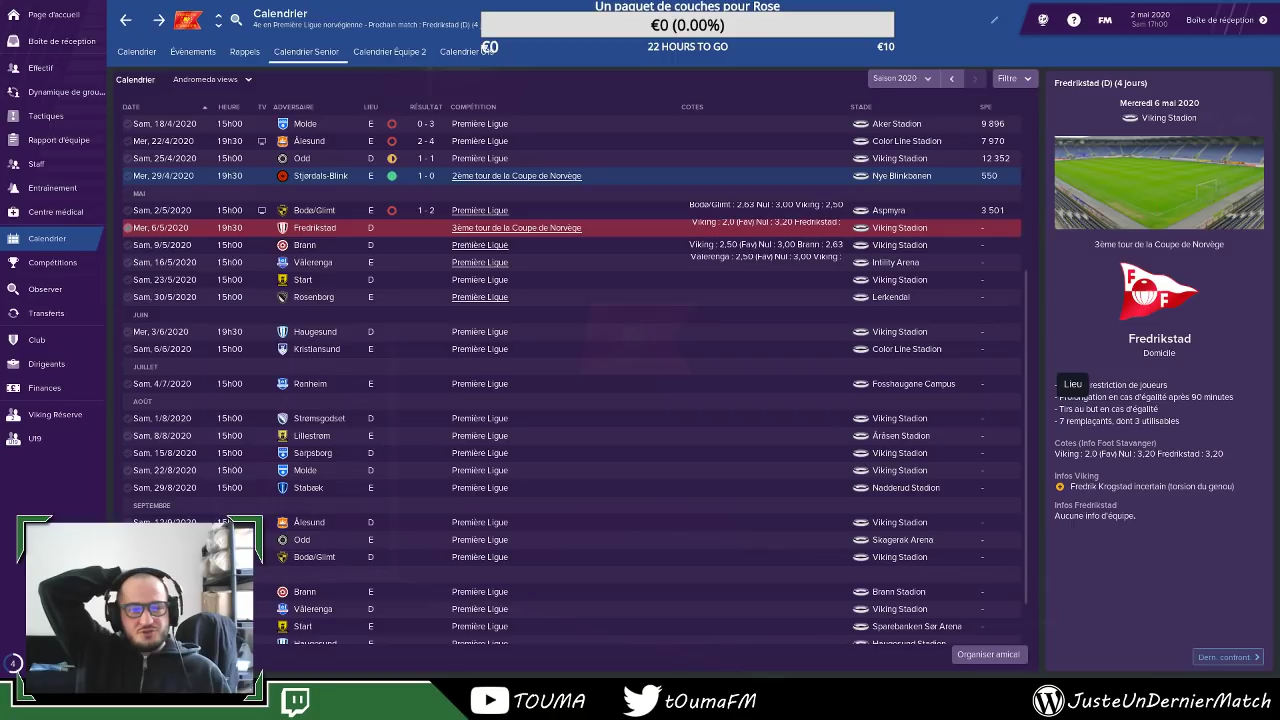 Un paquet de couches pour Rose
€0 (0.00%)
€0 22 HOURS TO GO €10
Calendrier
4e en Première Ligue norvégienne - Prochain match : Fredrikstad (D) (4
2 mai 2020
Sam 17h00
Boîte de réception
FM
Calendrier Évènements Rappels Calendrier Senior Calendrier Équipe 2
Page d'accueil
Boîte de réception
Effectif
Dynamique de grou...
Tactiques
Rapport d'équipe
Staff
Entraînement
Centre médical
Calendrier
Compétitions
Observer
Transferts
Club
Dirigeants
Finances
Viking Réserve
U19
4
Calendrier Andromeda views Saison 2020 Filtre
DATE HEURE TV ADVERSAIRE LIEU RÉSULTAT COMPÉTITION COTES STADE SPE
Sam, 18/4/2020 15h00 Molde E 0 - 3 Première Ligue Aker Stadion 9 896
Mer, 22/4/2020 19h30 Ålesund E 2 - 4 Première Ligue Color Line Stadion 7 970
Sam, 25/4/2020 15h00 Odd D 1 - 1 Première Ligue Viking Stadion 12 352
Mer, 29/4/2020 19h30 Stjørdals-Blink E 1 - 0 2ème tour de la Coupe de Norvège Nye Blinkbanen 550
MAI
Sam, 2/5/2020 15h00 Bodø/Glimt E 1 - 2 Première Ligue Bodø/Glimt : 2,63 Nul : 3,00 Viking : 2,50 Aspmyra 3 501
Mer, 6/5/2020 19h30 Fredrikstad D 3ème tour de la Coupe de Norvège Viking : 2,0 (Fav) Nul : 3,20 Fredrikstad : Viking Stadion -
Sam, 9/5/2020 15h00 Brann D Première Ligue Viking : 2,50 (Fav) Nul : 3,00 Brann : 2,63 Viking Stadion -
Sam, 16/5/2020 15h00 Vålerenga E Première Ligue Vålerenga : 2,50 (Fav) Nul : 3,00 Viking : Intility Arena -
Sam, 23/5/2020 15h00 Start D Première Ligue Viking Stadion -
Sam, 30/5/2020 15h00 Rosenborg E Première Ligue Lerkendal -
JUIN
Mer, 3/6/2020 19h30 Haugesund D Première Ligue Viking Stadion -
Sam, 6/6/2020 15h00 Kristiansund E Première Ligue Color Line Stadion -
JUILLET
Sam, 4/7/2020 15h00 Ranheim E Première Ligue Fosshaugane Campus -
AOÛT
Sam, 1/8/2020 15h00 Strømsgodset D Première Ligue Viking Stadion -
Sam, 8/8/2020 15h00 Lillestrøm E Première Ligue Åråsen Stadion -
Sam, 15/8/2020 15h00 Sarpsborg D Première Ligue Viking Stadion -
Sam, 22/8/2020 15h00 Molde D Première Ligue Viking Stadion -
Sam, 29/8/2020 15h00 Stabæk E Première Ligue Nadderud Stadion -
SEPTEMBRE
Sam, 12/9/2020 Ålesund D Première Ligue Viking Stadion -
Odd E Première Ligue Skagerak Arena -
Bodø/Glimt D Première Ligue Viking Stadion -
Brann E Première Ligue Brann Stadion -
Vålerenga D Première Ligue Viking Stadion -
Start E Première Ligue Sparebanken Sør Arena -
Haugesund E Première Ligue Haugesund Stadion -
Organiser amical
Fredrikstad (D) (4 jours)
Mercredi 6 mai 2020
Viking Stadion
3ème tour de la Coupe de Norvège
F F
Fredrikstad
Domicile
Lieu
restriction de joueurs
- Prolongation en cas d'égalité après 90 minutes
- Tirs au but en cas d'égalité
- 7 remplaçants, dont 3 utilisables
Cotes (Info Foot Stavanger)
Viking : 2,0 (Fav) Nul : 3,20 Fredrikstad : 3,20
Infos Viking
Fredrik Krogstad incertain (torsion du genou)
Infos Fredrikstad
Aucune info d'équipe.
Dern. confront.
TOUMA tOumaFM JusteUnDernierMatch